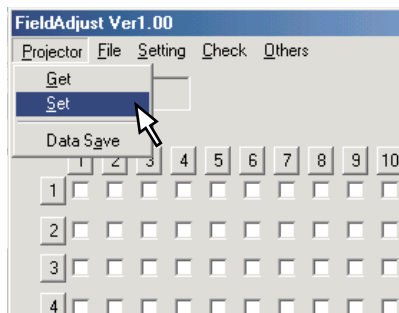 FieldAdjust Ver1.00
Projector File Setting Check Others
Get
Set
Data Save
1 2 3 4 5 6 7 8 9 10
1
2
3
4